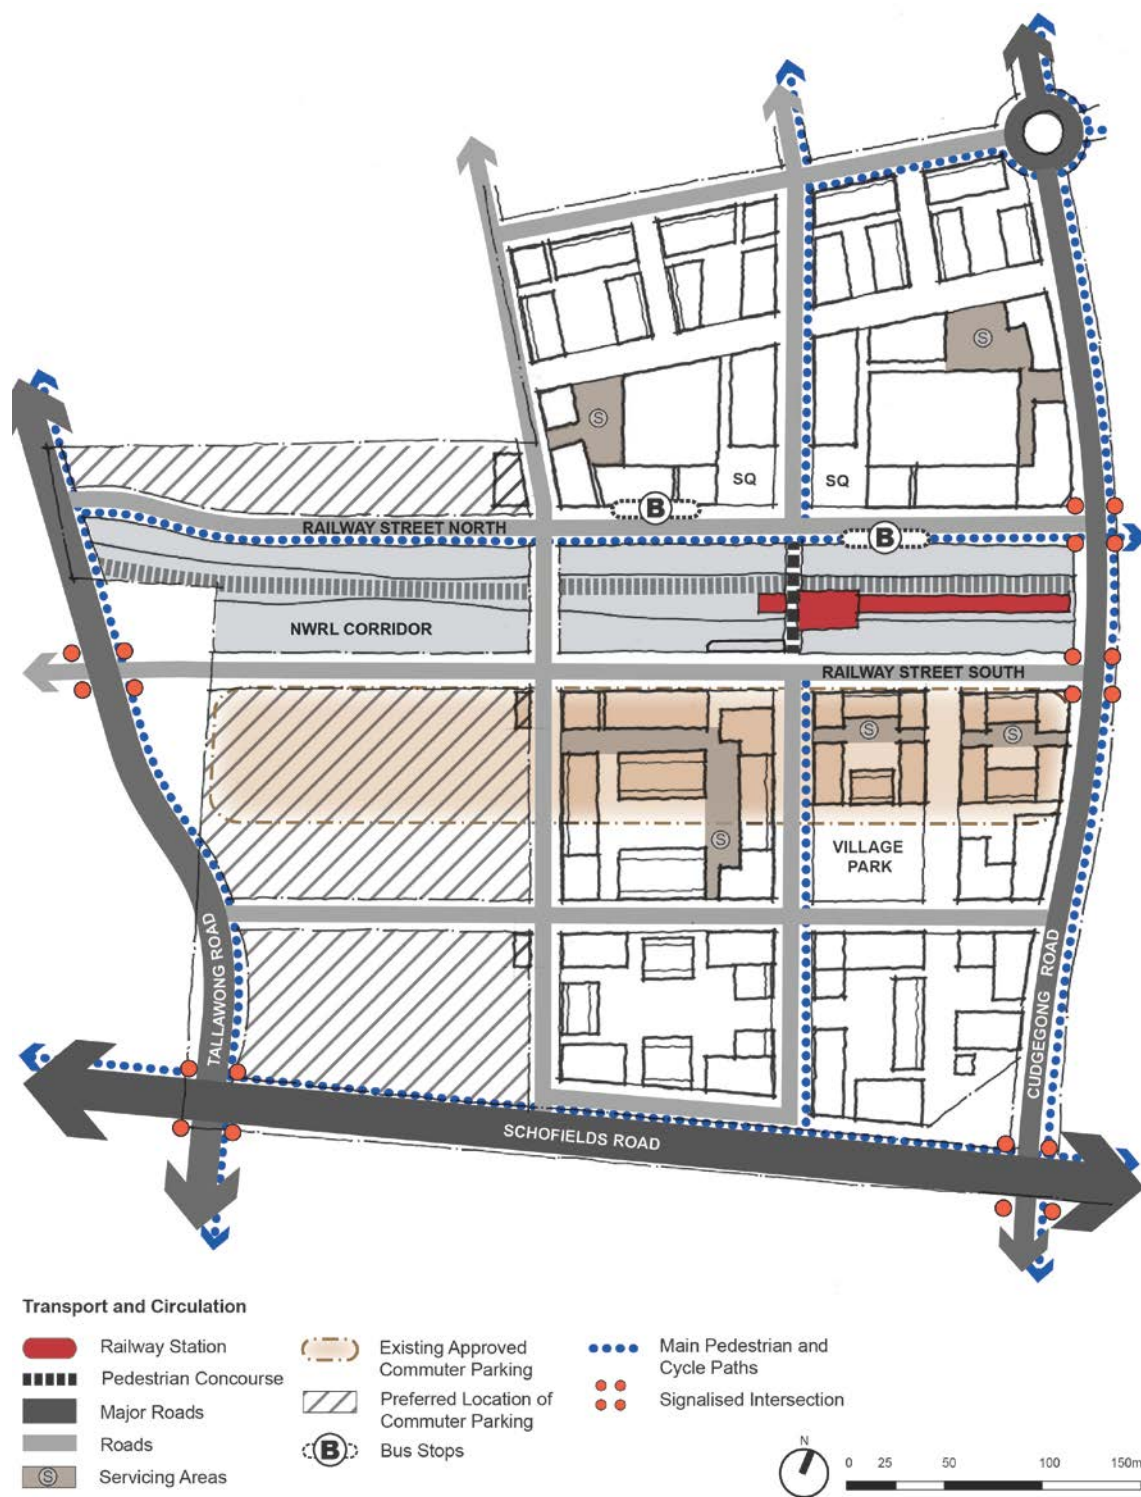 S
S
SQ
SQ
B
B
RAILWAY STREET NORTH
NWRL CORRIDOR
RAILWAY STREET SOUTH
S
S
S
VILLAGE
PARK
TALLAWONG ROAD
CUDGEGONG ROAD
SCHOFIELDS ROAD
Transport and Circulation
Railway Station
Pedestrian Concourse
Major Roads
Roads
S Servicing Areas
Existing Approved
Commuter Parking
Preferred Location of
Commuter Parking
B Bus Stops
Main Pedestrian and
Cycle Paths
Signalised Intersection
N
0 25 50 100 150m